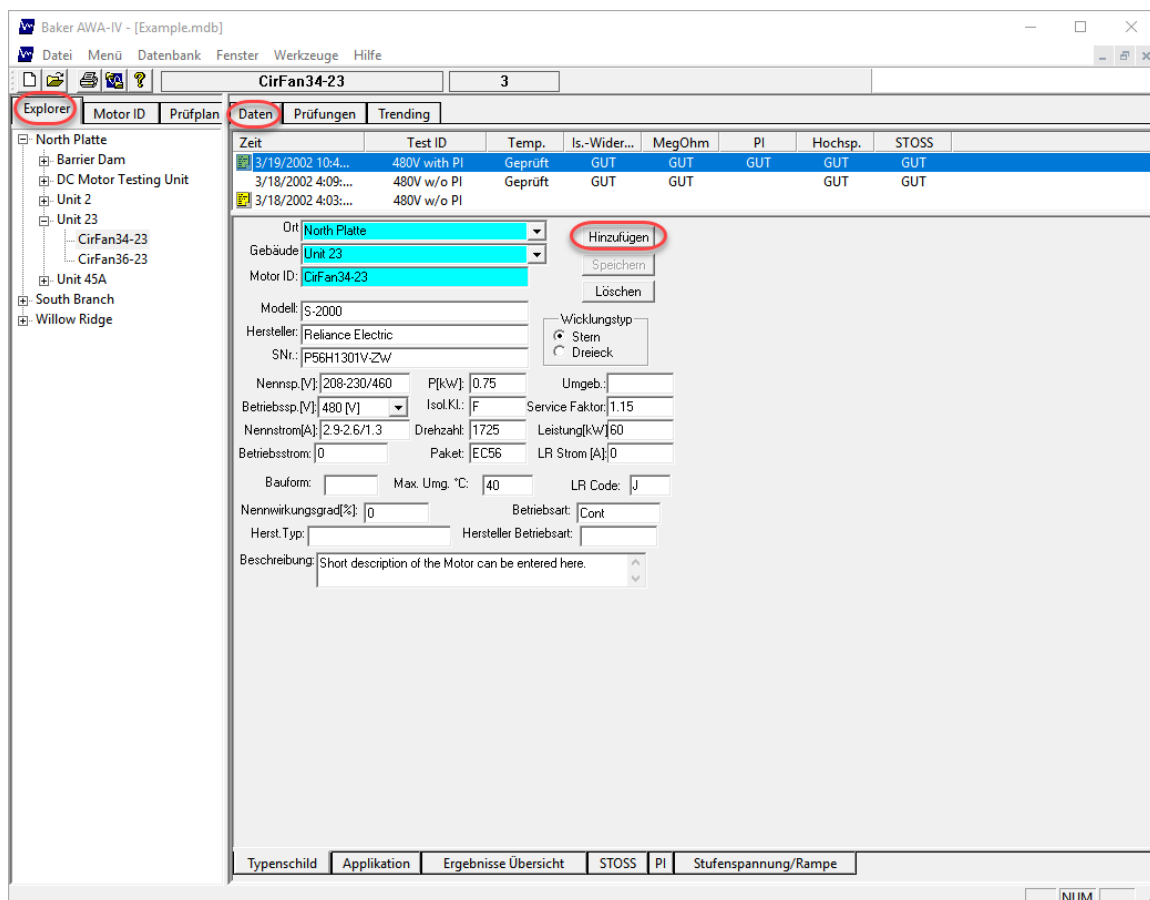 Baker AWA-IV - [Example.mdb]
Datei Menü Datenbank Fenster Werkzeuge Hilfe
CirFan34-23 3
Explorer Motor ID Prüfplan Daten Prüfungen Trending
North Platte
Barrier Dam
DC Motor Testing Unit
Unit 2
Unit 23
CirFan34-23
CirFan36-23
Unit 45A
South Branch
Willow Ridge
Zeit Test ID Temp. Is.-Wider... MegOhm PI Hochsp. STOSS
3/19/2002 10:4... 480V with PI Geprüft GUT GUT GUT GUT GUT
3/18/2002 4:09:... 480V w/o PI Geprüft GUT GUT GUT GUT
3/18/2002 4:03:... 480V w/o PI
Ort North Platte Hinzufügen
Gebäude Unit 23 Speichern
Motor ID: CirFan34-23 Löschen
Modell: S-2000 Wicklungstyp
Hersteller: Reliance Electric Stern
SNr.: P56H1301V-ZW Dreieck
Nennsp.[V]: 208-230/460 P[kW]: 0.75 Umgeb.:
Betriebssp.[V]: 480 [V] Isol.Kl.: F Service Faktor: 1.15
Nennstrom[A]: 2.9-2.6/1.3 Drehzahl: 1725 Leistung[kW] 60
Betriebsstrom: 0 Paket: EC56 LR Strom [A]: 0
Bauform: Max. Umg. °C: 40 LR Code: J
Nennwirkungsgrad[%]: 0 Betriebsart: Cont
Herst.Typ: Hersteller Betriebsart:
Beschreibung: Short description of the Motor can be entered here.
Typenschild Applikation Ergebnisse Übersicht STOSS PI Stufenspannung/Rampe
NUM